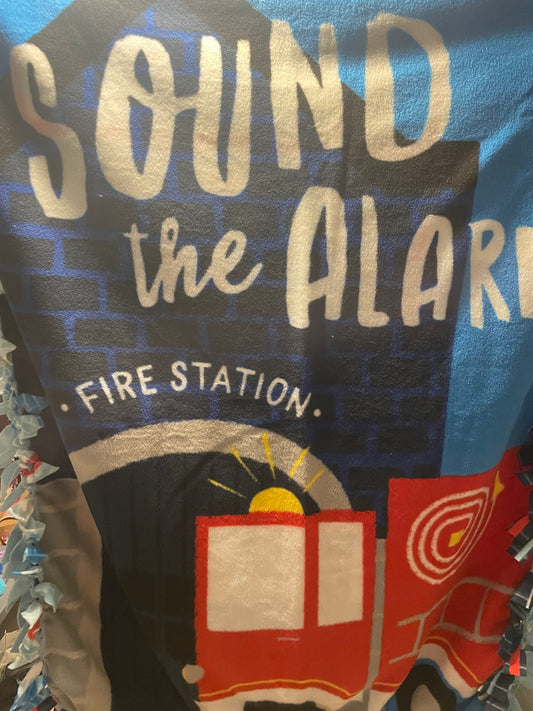 SOUND
the ALAR
• FIRE STATION •